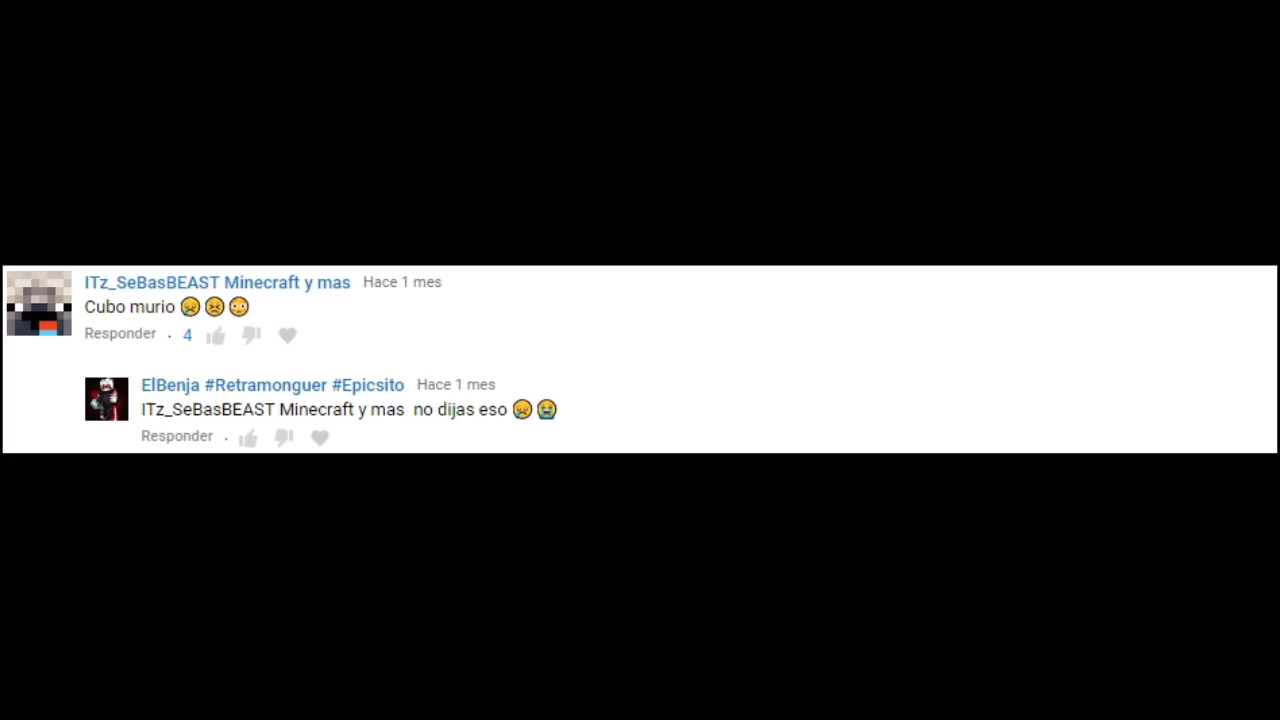 ITz_SeBasBEAST Minecraft y mas Hace 1 mes
Cubo murio 😢😣😳
Responder . 4
ElBenja #Retramonguer #Epicsito Hace 1 mes
ITz_SeBasBEAST Minecraft y mas no dijas eso 😢😭
Responder .